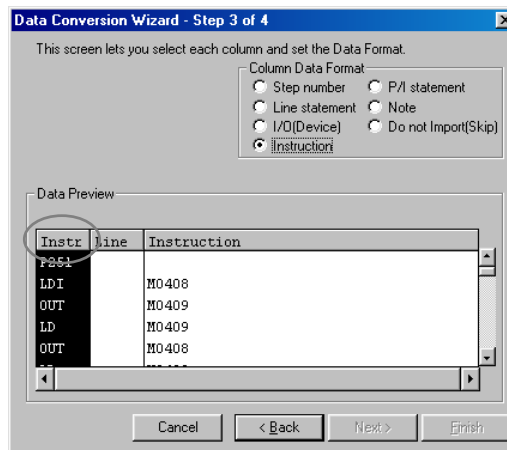 Data Conversion Wizard - Step 3 of 4
This screen lets you select each column and set the Data Format.
Column Data Format
Step number P/I statement
Line statement Note
I/O(Device) Do not Import(Skip)
Instruction
Data Preview
Instr Line Instruction
P251
LDI M0408
OUT M0409
LD M0409
OUT M0408
Cancel < Back Next > Finish